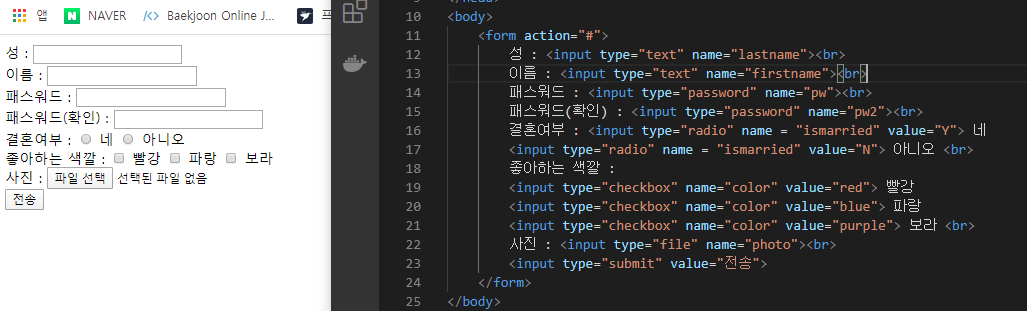 앱 NAVER Baekjoon Online J... 프
성 :
이름 :
패스워드 :
패스워드(확인) :
결혼여부 : 네 아니오
좋아하는 색깔 : 빨강 파랑 보라
사진 : 파일 선택 선택된 파일 없음
전송
10 <body>
11 <form action="#">
12 성 : <input type="text" name="lastname"><br>
13 이름 : <input type="text" name="firstname"><br>
14 패스워드 : <input type="password" name="pw"><br>
15 패스워드(확인) : <input type="password" name="pw2"><br>
16 결혼여부 : <input type="radio" name = "ismarried" value="Y"> 네
17 <input type="radio" name = "ismarried" value="N"> 아니오 <br>
18 좋아하는 색깔 :
19 <input type="checkbox" name="color" value="red"> 빨강
20 <input type="checkbox" name="color" value="blue"> 파랑
21 <input type="checkbox" name="color" value="purple"> 보라 <br>
22 사진 : <input type="file" name="photo"><br>
23 <input type="submit" value="전송">
24 </form>
25 </body>